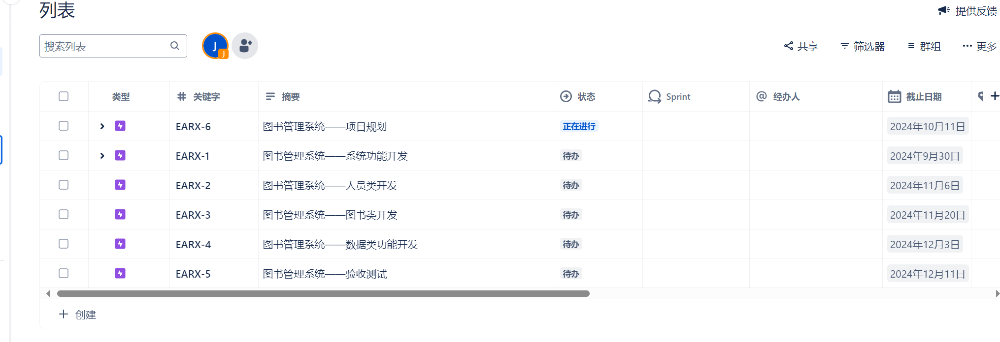 列表
提供反馈
搜索列表
J
J
共享 筛选器 群组 更多
类型 关键字 摘要 状态 Sprint 经办人 截止日期
EARX-6 图书管理系统——项目规划 正在进行 2024年10月11日
EARX-1 图书管理系统——系统功能开发 待办 2024年9月30日
EARX-2 图书管理系统——人员类开发 待办 2024年11月6日
EARX-3 图书管理系统——图书类开发 待办 2024年11月20日
EARX-4 图书管理系统——数据类功能开发 待办 2024年12月3日
EARX-5 图书管理系统——验收测试 待办 2024年12月11日
创建